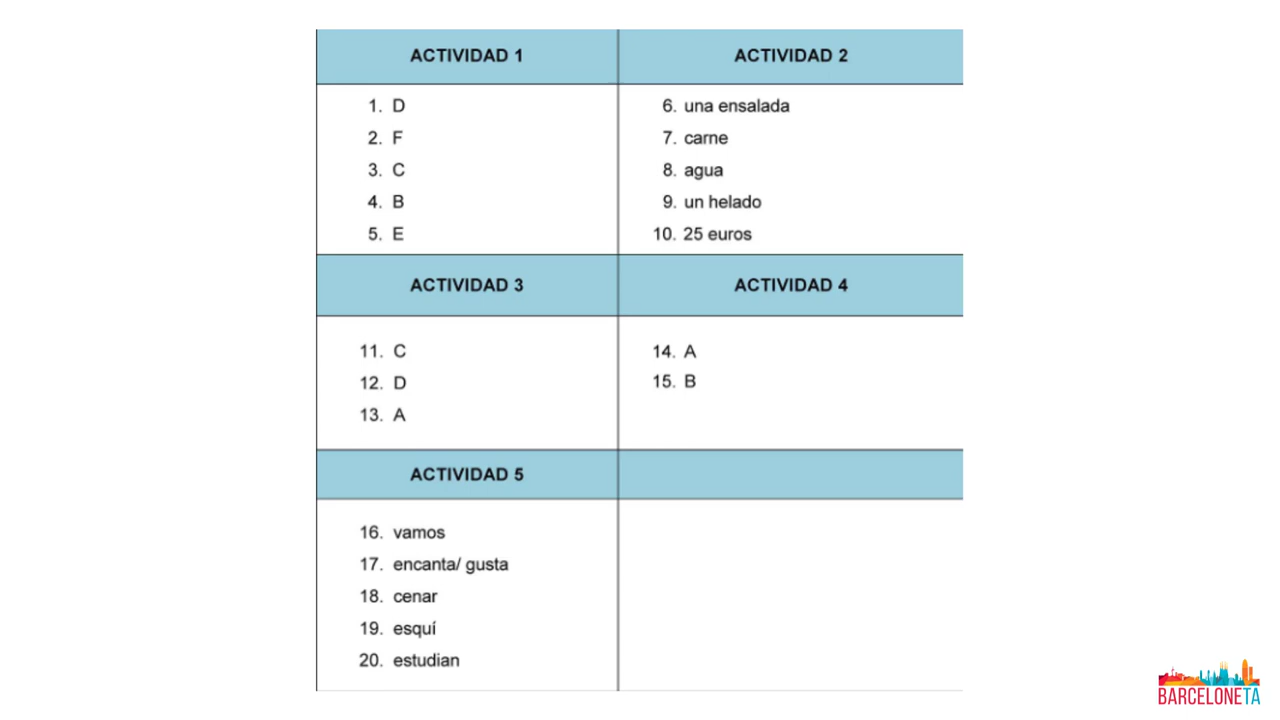 ACTIVIDAD 1
1. D
2. F
3. C
4. B
5. E
ACTIVIDAD 2
6. una ensalada
7. carne
8. agua
9. un helado
10. 25 euros
ACTIVIDAD 3
11. C
12. D
13. A
ACTIVIDAD 4
14. A
15. B
ACTIVIDAD 5
16. vamos
17. encanta/ gusta
18. cenar
19. esquí
20. estudian
BARCELONETA